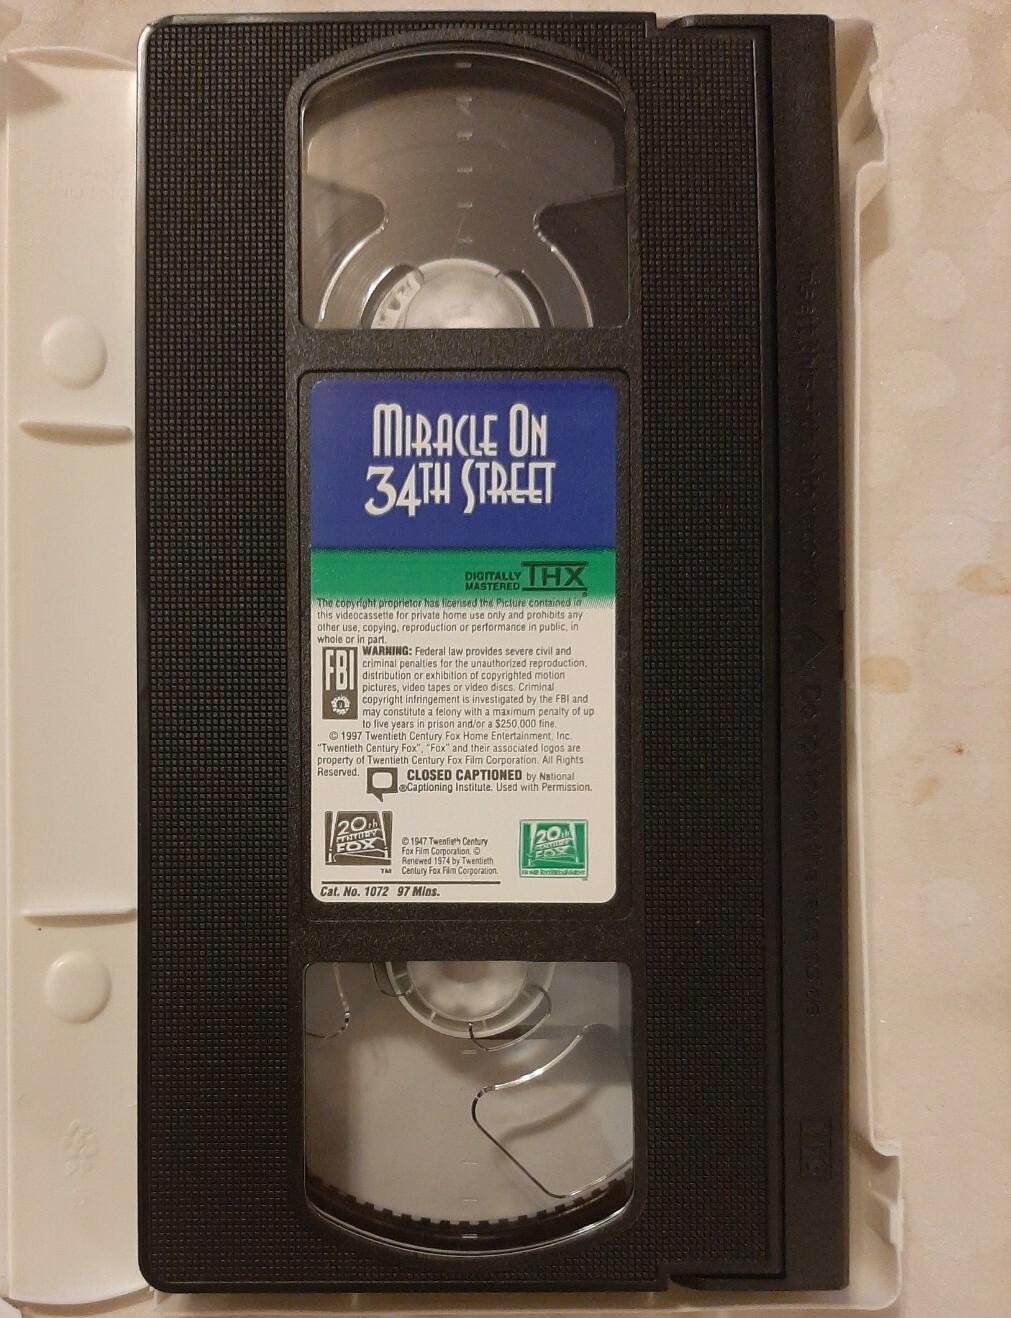 MIRACLE ON
34TH STREET
DIGITALLY
MASTERED THX
The copyright proprietor has licensed the Picture contained in
this videocassette for private home use only and prohibits any
other use, copying, reproduction or performance in public, in
whole or in part.
FBI
WARNING: Federal law provides severe civil and
criminal penalties for the unauthorized reproduction,
distribution or exhibition of copyrighted motion
pictures, video tapes or video discs. Criminal
copyright infringement is investigated by the FBI and
may constitute a felony with a maximum penalty of up
to five years in prison and/or a $250,000 fine.
© 1997 Twentieth Century Fox Home Entertainment, Inc.
"Twentieth Century Fox", "Fox" and their associated logos are
property of Twentieth Century Fox Film Corporation. All Rights
Reserved.
CLOSED CAPTIONED by National
®Captioning Institute. Used with Permission.
20th
CENTURY
FOX
TM
© 1947 Twentieth Century
Fox Film Corporation. ©
Renewed 1974 by Twentieth
Century Fox Film Corporation.
20th
CENTURY
FOX
HOME ENTERTAINMENT
Cat. No. 1072 97 Mins.
Insert this side into recorder